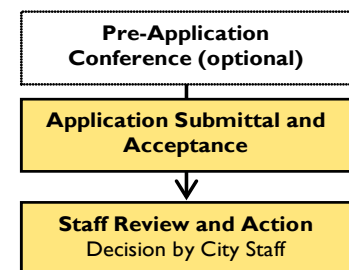 Pre-Application
Conference (optional)
Application Submittal and
Acceptance
Staff Review and Action
Decision by City Staff